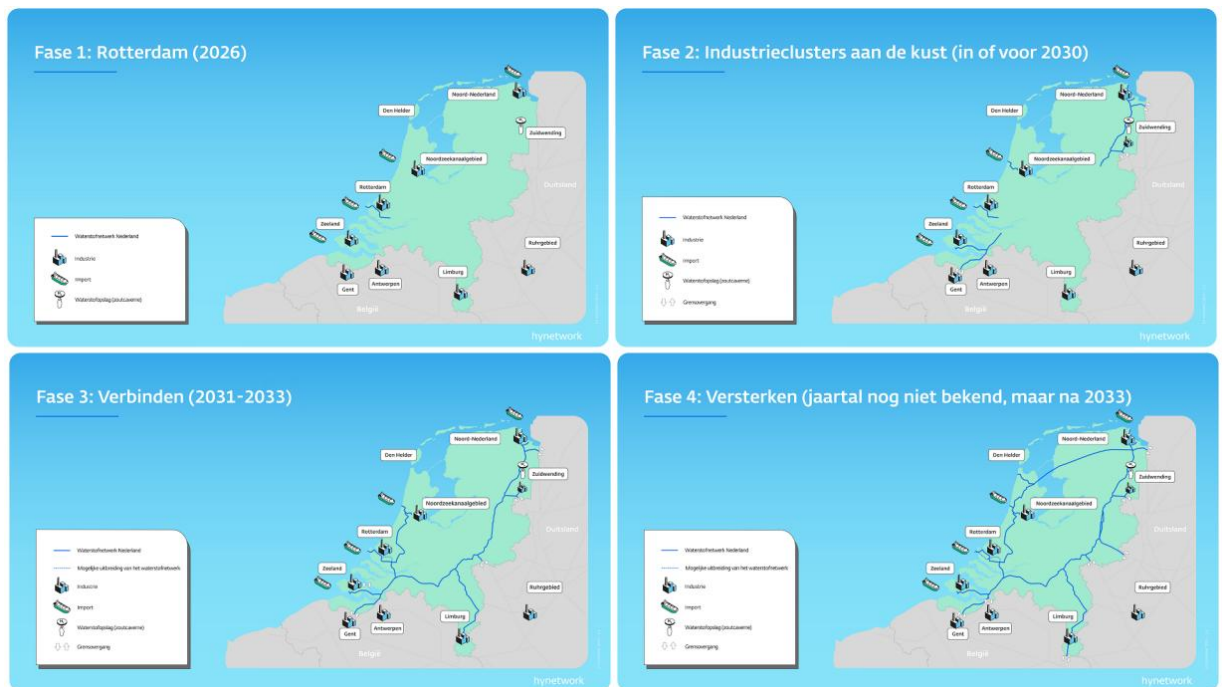 Fase 1: Rotterdam (2026)
Noord-Nederland
Den Helder
Zuidwending
Noordzeekanaalgebied
Duitsland
Rotterdam
Zeeland
Ruhrgebied
Limburg
Gent
Antwerpen
België
Waterstofnetwerk Nederland
Industrie
Import
Waterstofopslag (zoutcaverne)
hynetwork
Fase 2: Industrieclusters aan de kust (in of voor 2030)
Noord-Nederland
Den Helder
Zuidwending
Noordzeekanaalgebied
Duitsland
Rotterdam
Zeeland
Ruhrgebied
Limburg
Gent
Antwerpen
België
Waterstofnetwerk Nederland
Industrie
Import
Waterstofopslag (zoutcaverne)
Grensovergang
hynetwork
Fase 3: Verbinden (2031-2033)
Noord-Nederland
Den Helder
Zuidwending
Noordzeekanaalgebied
Duitsland
Rotterdam
Zeeland
Ruhrgebied
Limburg
Gent
Antwerpen
België
Waterstofnetwerk Nederland
Mogelijke uitbreiding van het waterstofnetwerk
Industrie
Import
Waterstofopslag (zoutcaverne)
Grensovergang
hynetwork
Fase 4: Versterken (jaartal nog niet bekend, maar na 2033)
Noord-Nederland
Den Helder
Zuidwending
Noordzeekanaalgebied
Duitsland
Rotterdam
Zeeland
Ruhrgebied
Limburg
Gent
Antwerpen
België
Waterstofnetwerk Nederland
Mogelijke uitbreiding van het waterstofnetwerk
Industrie
Import
Waterstofopslag (zoutcaverne)
Grensovergang
hynetwork